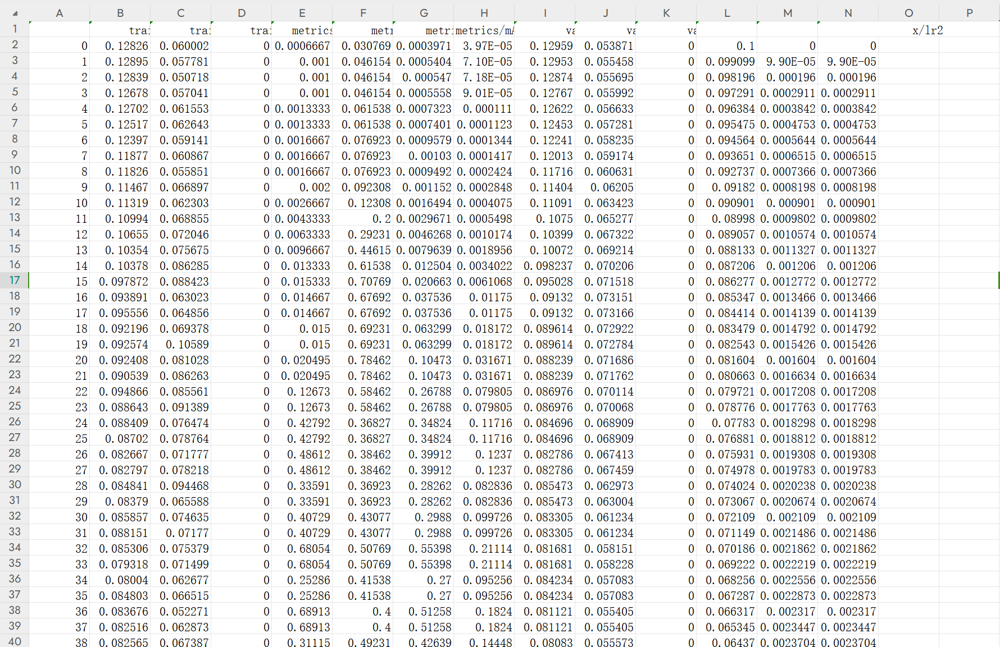 A B C D E F G H I J K L M N O P
1 trai trai trai metrics metr metri metrics/mA va va va x/lr2
2 0 0.12826 0.060002 0 0.0006667 0.030769 0.0003971 3.97E-05 0.12959 0.053871 0 0.1 0 0
3 1 0.12895 0.057781 0 0.001 0.046154 0.0005404 7.10E-05 0.12953 0.055458 0 0.099099 9.90E-05 9.90E-05
4 2 0.12839 0.050718 0 0.001 0.046154 0.000547 7.18E-05 0.12874 0.055695 0 0.098196 0.000196 0.000196
5 3 0.12678 0.057041 0 0.001 0.046154 0.0005558 9.01E-05 0.12767 0.055992 0 0.097291 0.0002911 0.0002911
6 4 0.12702 0.061553 0 0.0013333 0.061538 0.0007323 0.000111 0.12622 0.056633 0 0.096384 0.0003842 0.0003842
7 5 0.12517 0.062643 0 0.0013333 0.061538 0.0007401 0.0001123 0.12453 0.057281 0 0.095475 0.0004753 0.0004753
8 6 0.12397 0.059141 0 0.0016667 0.076923 0.0009579 0.0001344 0.12241 0.058235 0 0.094564 0.0005644 0.0005644
9 7 0.11877 0.060867 0 0.0016667 0.076923 0.00103 0.0001417 0.12013 0.059174 0 0.093651 0.0006515 0.0006515
10 8 0.11826 0.055851 0 0.0016667 0.076923 0.0009492 0.0002424 0.11716 0.060631 0 0.092737 0.0007366 0.0007366
11 9 0.11467 0.066897 0 0.002 0.092308 0.001152 0.0002848 0.11404 0.06205 0 0.09182 0.0008198 0.0008198
12 10 0.11319 0.062303 0 0.0026667 0.12308 0.0016494 0.0004075 0.11091 0.063423 0 0.090901 0.000901 0.000901
13 11 0.10994 0.068855 0 0.0043333 0.2 0.0029671 0.0005498 0.1075 0.065277 0 0.08998 0.0009802 0.0009802
14 12 0.10655 0.072046 0 0.0063333 0.29231 0.0046268 0.0010174 0.10399 0.067322 0 0.089057 0.0010574 0.0010574
15 13 0.10354 0.075675 0 0.0096667 0.44615 0.0079639 0.0018956 0.10072 0.069214 0 0.088133 0.0011327 0.0011327
16 14 0.10378 0.086285 0 0.013333 0.61538 0.012504 0.0034022 0.098237 0.070206 0 0.087206 0.001206 0.001206
17 15 0.097872 0.088423 0 0.015333 0.70769 0.020663 0.0061068 0.095028 0.071518 0 0.086277 0.0012772 0.0012772
18 16 0.093891 0.063023 0 0.014667 0.67692 0.037536 0.01175 0.09132 0.073151 0 0.085347 0.0013466 0.0013466
19 17 0.095556 0.064856 0 0.014667 0.67692 0.037536 0.01175 0.09132 0.073166 0 0.084414 0.0014139 0.0014139
20 18 0.092196 0.069378 0 0.015 0.69231 0.063299 0.018172 0.089614 0.072922 0 0.083479 0.0014792 0.0014792
21 19 0.092574 0.10589 0 0.015 0.69231 0.063299 0.018172 0.089614 0.072784 0 0.082543 0.0015426 0.0015426
22 20 0.092408 0.081028 0 0.020495 0.78462 0.10473 0.031671 0.088239 0.071686 0 0.081604 0.001604 0.001604
23 21 0.090539 0.086263 0 0.020495 0.78462 0.10473 0.031671 0.088239 0.071762 0 0.080663 0.0016634 0.0016634
24 22 0.094866 0.085561 0 0.12673 0.58462 0.26788 0.079805 0.086976 0.070114 0 0.079721 0.0017208 0.0017208
25 23 0.088643 0.091389 0 0.12673 0.58462 0.26788 0.079805 0.086976 0.070068 0 0.078776 0.0017763 0.0017763
26 24 0.088409 0.076474 0 0.42792 0.36827 0.34824 0.11716 0.084696 0.068909 0 0.07783 0.0018298 0.0018298
27 25 0.08702 0.078764 0 0.42792 0.36827 0.34824 0.11716 0.084696 0.068909 0 0.076881 0.0018812 0.0018812
28 26 0.082667 0.071777 0 0.48612 0.38462 0.39912 0.1237 0.082786 0.067413 0 0.075931 0.0019308 0.0019308
29 27 0.082797 0.078218 0 0.48612 0.38462 0.39912 0.1237 0.082786 0.067459 0 0.074978 0.0019783 0.0019783
30 28 0.084841 0.094468 0 0.33591 0.36923 0.28262 0.082836 0.085473 0.062973 0 0.074024 0.0020238 0.0020238
31 29 0.08379 0.065588 0 0.33591 0.36923 0.28262 0.082836 0.085473 0.063004 0 0.073067 0.0020674 0.0020674
32 30 0.085857 0.074635 0 0.40729 0.43077 0.2988 0.099726 0.083305 0.061234 0 0.072109 0.002109 0.002109
33 31 0.088151 0.07177 0 0.40729 0.43077 0.2988 0.099726 0.083305 0.061234 0 0.071149 0.0021486 0.0021486
34 32 0.085306 0.075379 0 0.68054 0.50769 0.55398 0.21114 0.081681 0.058151 0 0.070186 0.0021862 0.0021862
35 33 0.079318 0.071499 0 0.68054 0.50769 0.55398 0.21114 0.081681 0.058228 0 0.069222 0.0022219 0.0022219
36 34 0.08004 0.062677 0 0.25286 0.41538 0.27 0.095256 0.084234 0.057083 0 0.068256 0.0022556 0.0022556
37 35 0.084803 0.066515 0 0.25286 0.41538 0.27 0.095256 0.084234 0.057083 0 0.067287 0.0022873 0.0022873
38 36 0.083676 0.052271 0 0.68913 0.4 0.51258 0.1824 0.081121 0.055405 0 0.066317 0.002317 0.002317
39 37 0.082516 0.062873 0 0.68913 0.4 0.51258 0.1824 0.081121 0.055405 0 0.065345 0.0023447 0.0023447
40 38 0.082565 0.067387 0 0.31115 0.49231 0.42639 0.14448 0.08083 0.055573 0 0.06437 0.0023704 0.0023704